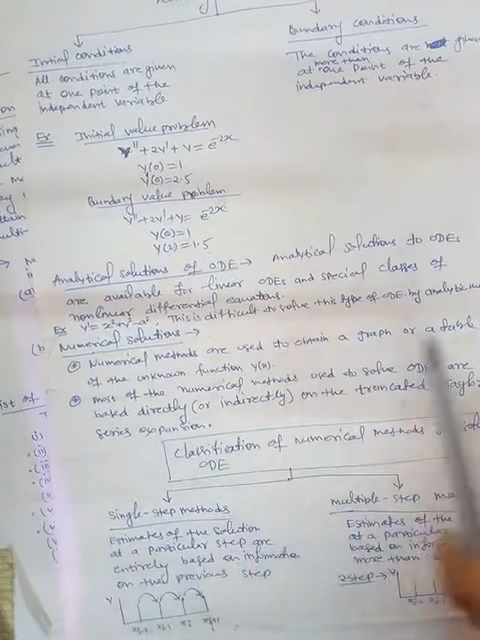 Initial conditions
All conditions are given
at one point of the
independent variable
Bundary conditions
The conditions are given
at more than one point of the
independent variable.
Ex Initial value problem
y''+2y'+y=e^-2x
y(0)=1
y'(0)=2.5
Bundary value problem
y''+2y'+y=e^-2x
y(0)=1
y(2)=1.5
(a) Analytical solutions of ODE→ Analytical solutions to ODEs
are available for linear ODEs and special classes of
nonlinear differential equations.
Ex This is difficult to solve this type of ODE by
(b Numerical solutions→
Numerical methods are used to obtain a graph or a table
of the unknown function y(x).
most of the numerical methods used to solve are
based directly (or indirectly) on the truncated
series expansion.
Classification of Numerical methods
ODE
Single-step methods
Estimates of the solution
at a particular step are
entirely based on information
on the previous step
multiple-step
Estimates of the
at a particular
based on
more than
2step→
Y